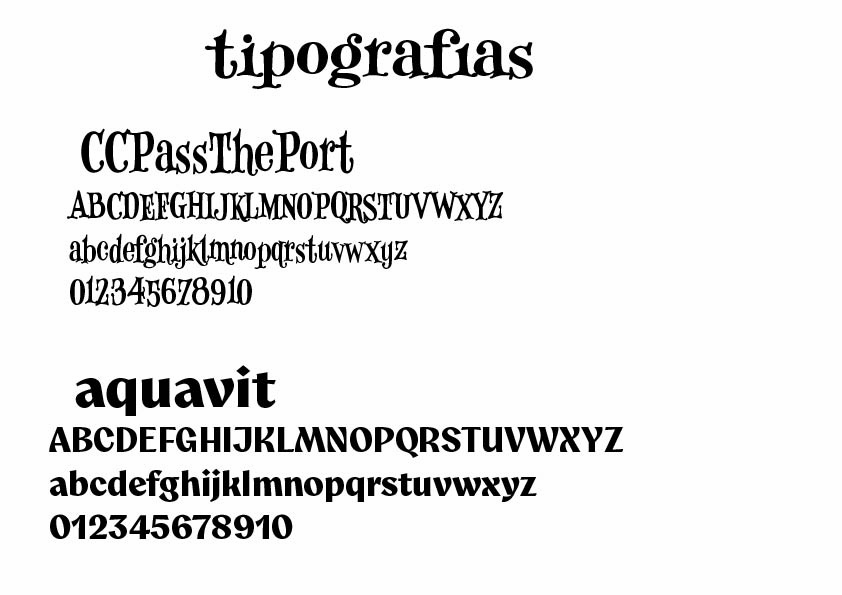 tipografias
CCPassThePort
ABCDEFGHIJKLMNOPQRSTUVWXYZ
abcdefghijklmnopqrstuvwxyz
012345678910
aquavit
ABCDEFGHIJKLMNOPQRSTUVWXYZ
abcdefghijklmnopqrstuvwxyz
012345678910